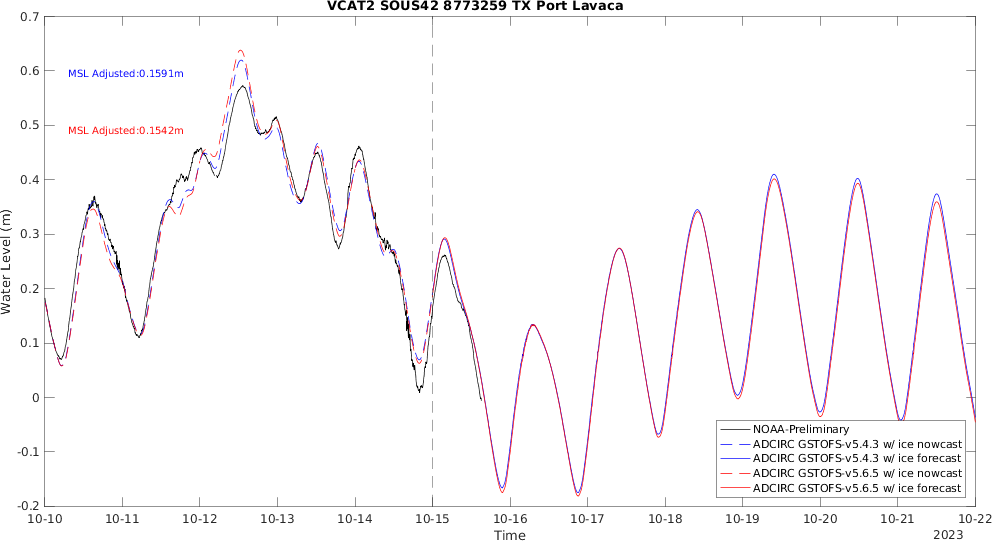 VCAT2 SOUS42 8773259 TX Port Lavaca
0.7
0.6
0.5
0.4
0.3
0.2
0.1
0
-0.1
-0.2
Water Level (m)
MSL Adjusted:0.1591m
MSL Adjusted:0.1542m
NOAA-Preliminary
ADCIRC GSTOFS-v5.4.3 w/ ice nowcast
ADCIRC GSTOFS-v5.4.3 w/ ice forecast
ADCIRC GSTOFS-v5.6.5 w/ ice nowcast
ADCIRC GSTOFS-v5.6.5 w/ ice forecast
10-10 10-11 10-12 10-13 10-14 10-15 10-16 10-17 10-18 10-19 10-20 10-21 10-22
Time
2023